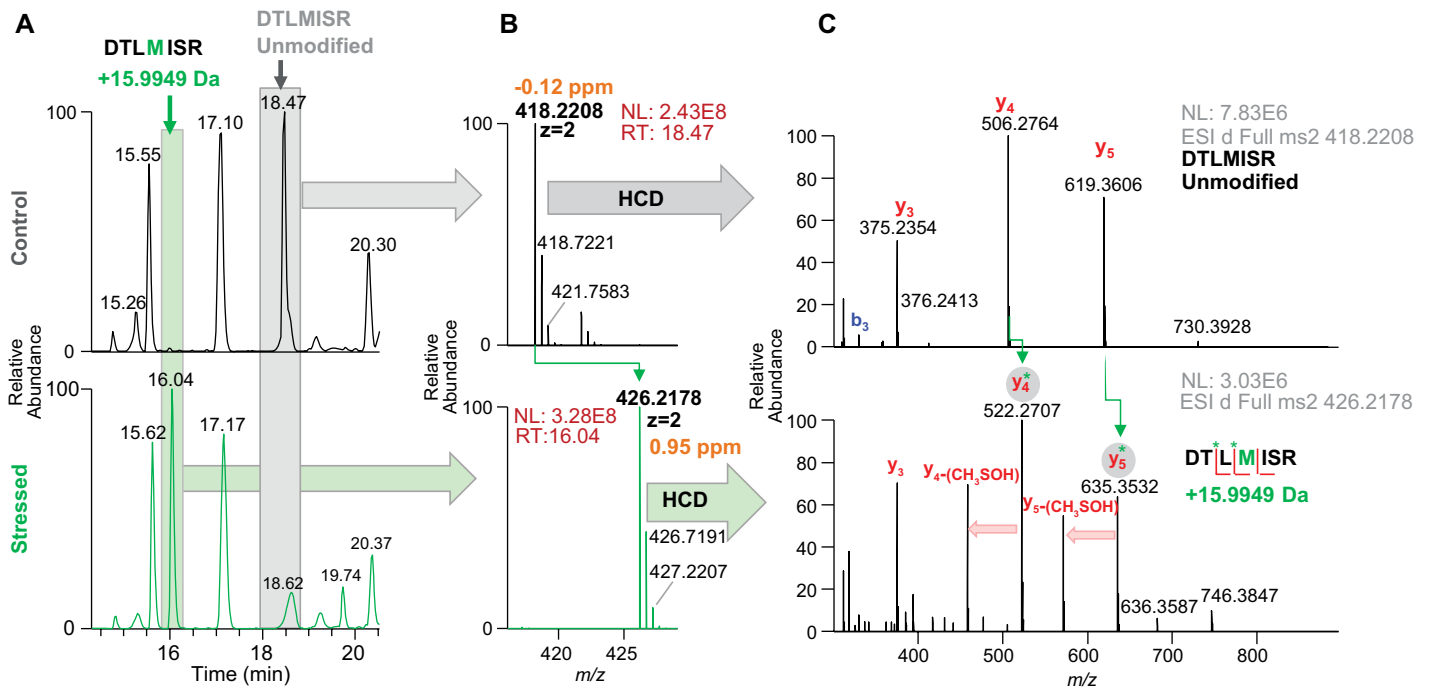 A
DTLMISR
+15.9949 Da
DTLMISR
Unmodified
Control
Relative
Abundance
100
0
15.26
15.55
17.10
18.47
20.30
Stressed
Relative
Abundance
100
0
15.62
16.04
17.17
18.62
19.74
20.37
16
18
20
Time (min)
B
-0.12 ppm
418.2208
z=2
NL: 2.43E8
RT: 18.47
100
0
HCD
418.7221
421.7583
Relative
Abundance
100
0
NL: 3.28E8
RT:16.04
426.2178
z=2
0.95 ppm
HCD
426.7191
427.2207
420
425
m/z
C
NL: 7.83E6
ESI d Full ms2 418.2208
DTLMISR
Unmodified
100
80
60
40
20
0
b3
y3
375.2354
376.2413
y4
506.2764
y5
619.3606
730.3928
Relative
Abundance
NL: 3.03E6
ESI d Full ms2 426.2178
DT*L*MISR
+15.9949 Da
100
80
60
40
20
0
y3
y4-(CH3SOH)
y4*
522.2707
y5-(CH3SOH)
y5*
635.3532
636.3587
746.3847
400
500
600
700
800
m/z